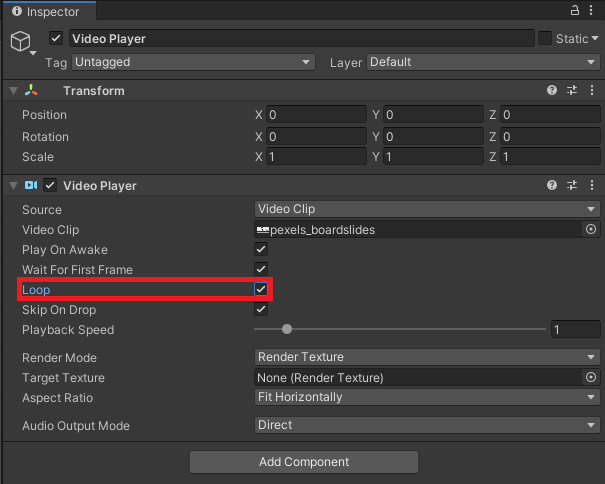 Inspector
Video Player Static
Tag Untagged Layer Default
Transform
Position X 0 Y 0 Z 0
Rotation X 0 Y 0 Z 0
Scale X 1 Y 1 Z 1
Video Player
Source Video Clip
Video Clip pexels_boardslides
Play On Awake
Wait For First Frame
Loop
Skip On Drop
Playback Speed 1
Render Mode Render Texture
Target Texture None (Render Texture)
Aspect Ratio Fit Horizontally
Audio Output Mode Direct
Add Component